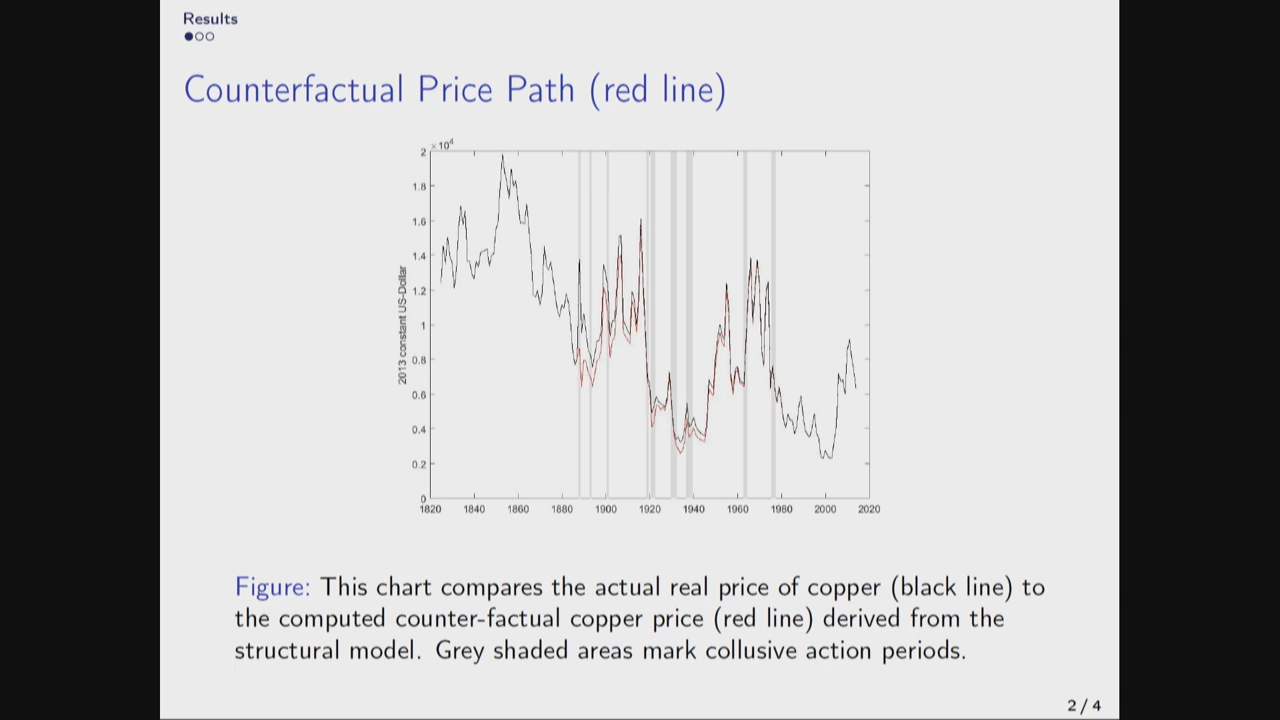 Results
Counterfactual Price Path (red line)
×10⁴
2
1.8
1.6
1.4
1.2
1
0.8
0.6
0.4
0.2
0
2013 constant US-Dollar
1820 1840 1860 1880 1900 1920 1940 1960 1980 2000 2020
Figure: This chart compares the actual real price of copper (black line) to
the computed counter-factual copper price (red line) derived from the
structural model. Grey shaded areas mark collusive action periods.
2 / 4